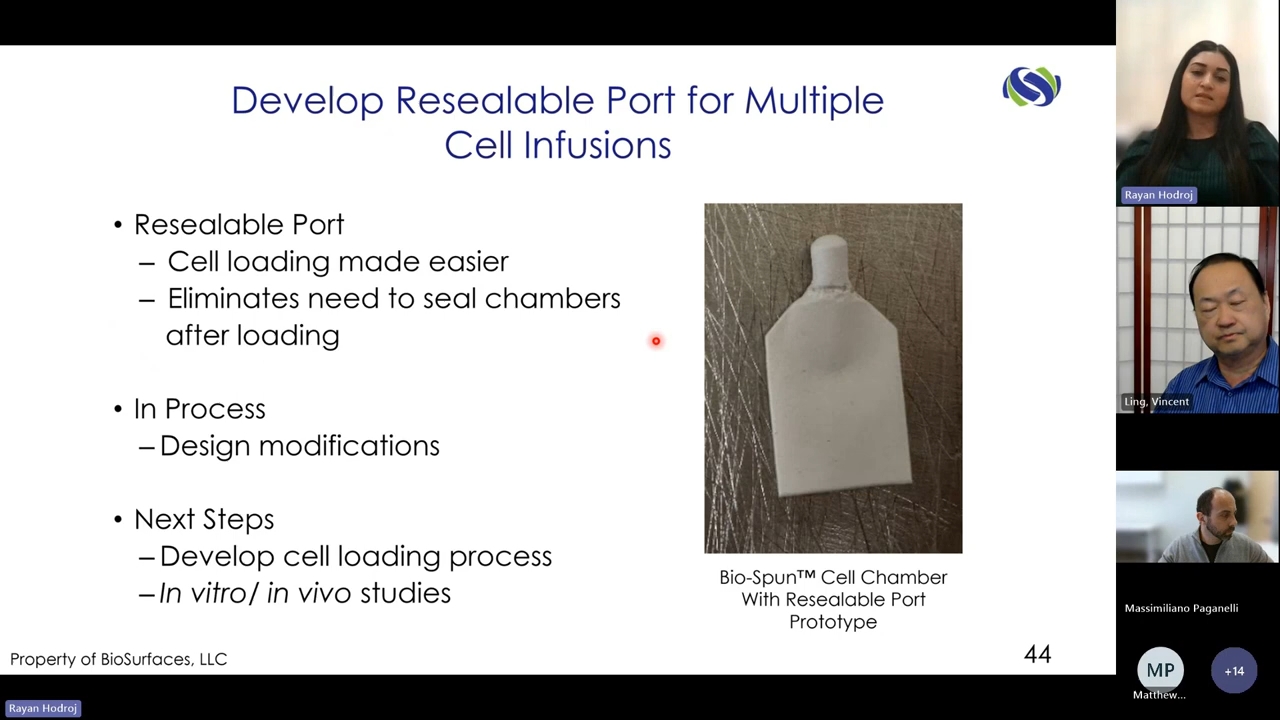 Develop Resealable Port for Multiple
Cell Infusions
• Resealable Port
– Cell loading made easier
– Eliminates need to seal chambers
after loading
• In Process
– Design modifications
• Next Steps
– Develop cell loading process
– In vitro/ in vivo studies
Bio-Spun™ Cell Chamber
With Resealable Port
Prototype
Property of BioSurfaces, LLC
44
Rayan Hodroj
Rayan Hodroj
Ling, Vincent
Massimiliano Paganelli
MP
+14
Matthew...